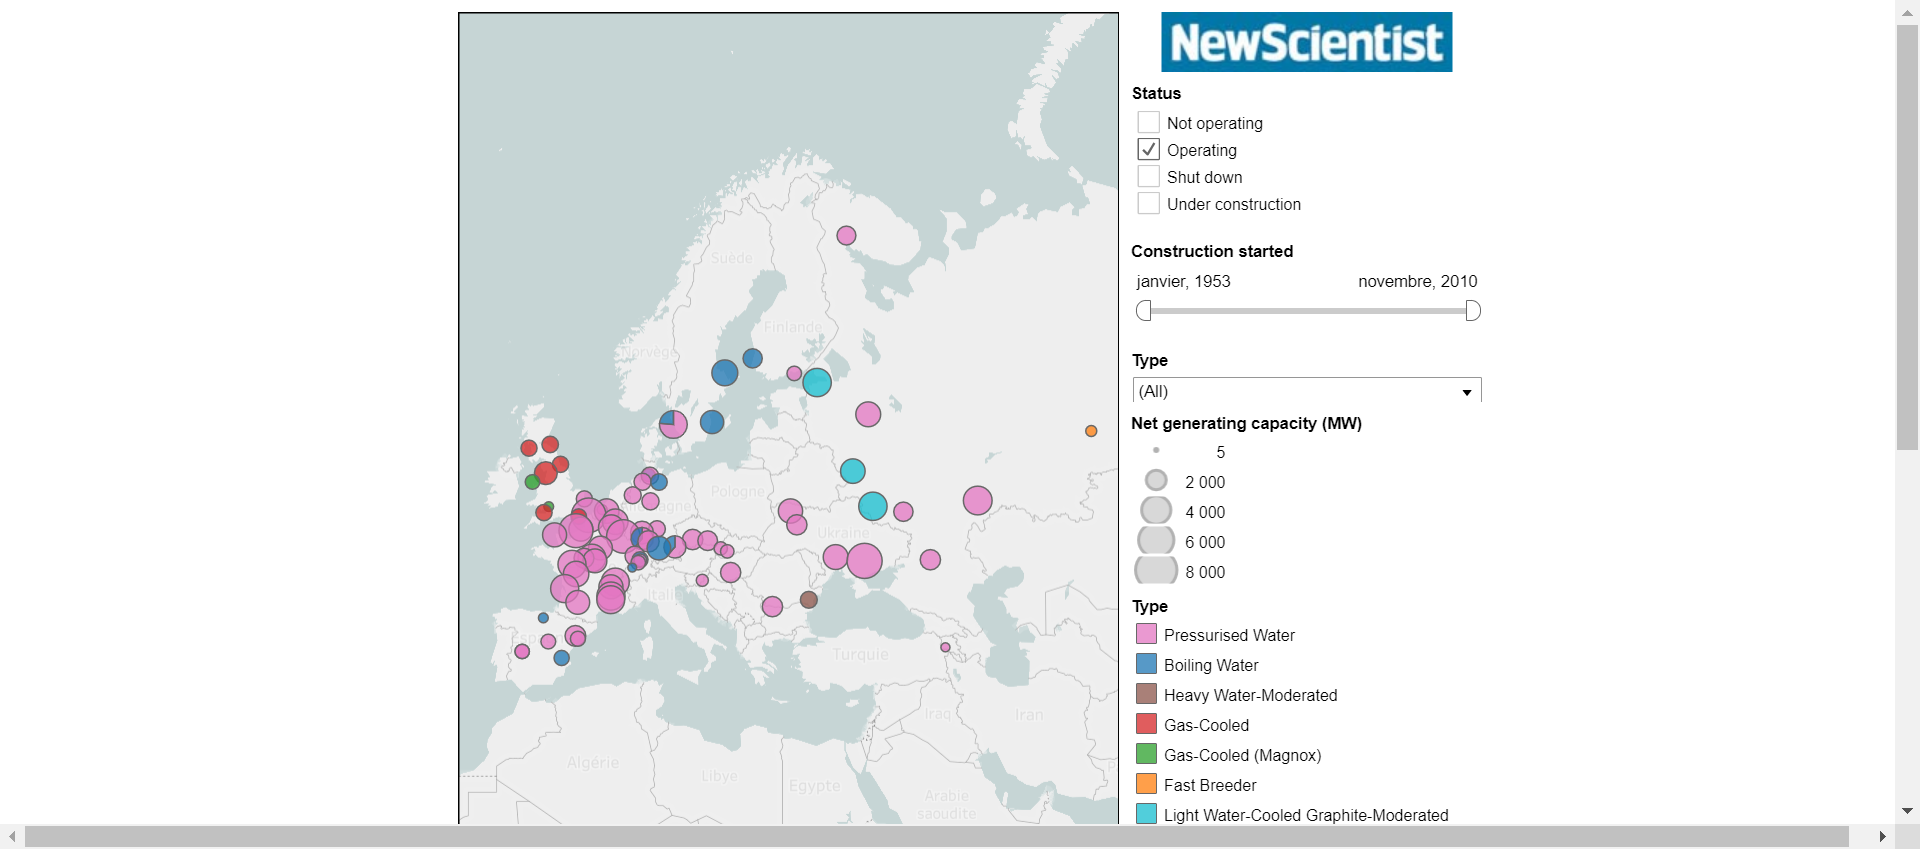 NewScientist
Status
Not operating
Operating
Shut down
Under construction
Construction started
janvier, 1953
novembre, 2010
Type
(All)
Net generating capacity (MW)
5
2 000
4 000
6 000
8 000
Type
Pressurised Water
Boiling Water
Heavy Water-Moderated
Gas-Cooled
Gas-Cooled (Magnox)
Fast Breeder
Light Water-Cooled Graphite-Moderated
Suède
Finlande
Norvège
Pologne
Ukraine
Italie
Turquie
Iraq
Iran
Algérie
Libye
Egypte
Arabie
saoudite